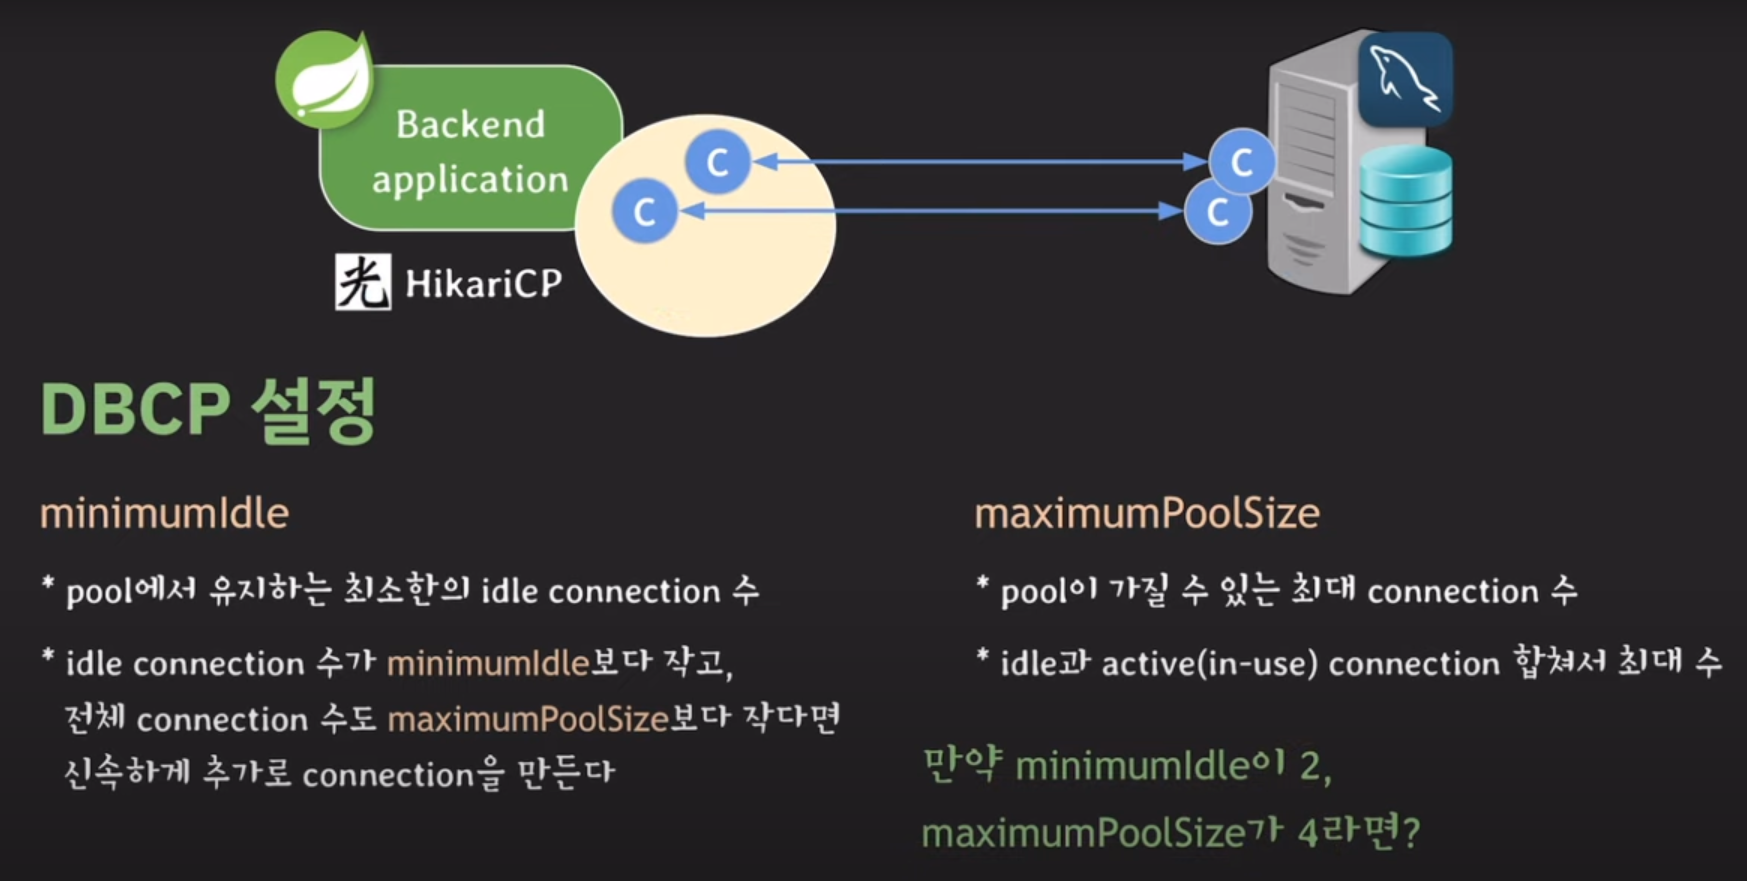 Backend
application
C
C
C
C
光 HikariCP
DBCP 설정
minimumIdle
* pool에서 유지하는 최소한의 idle connection 수
* idle connection 수가 minimumIdle보다 작고,
전체 connection 수도 maximumPoolSize보다 작다면
신속하게 추가로 connection을 만든다
maximumPoolSize
* pool이 가질 수 있는 최대 connection 수
* idle과 active(in-use) connection 합쳐서 최대 수
만약 minimumIdle이 2,
maximumPoolSize가 4라면?